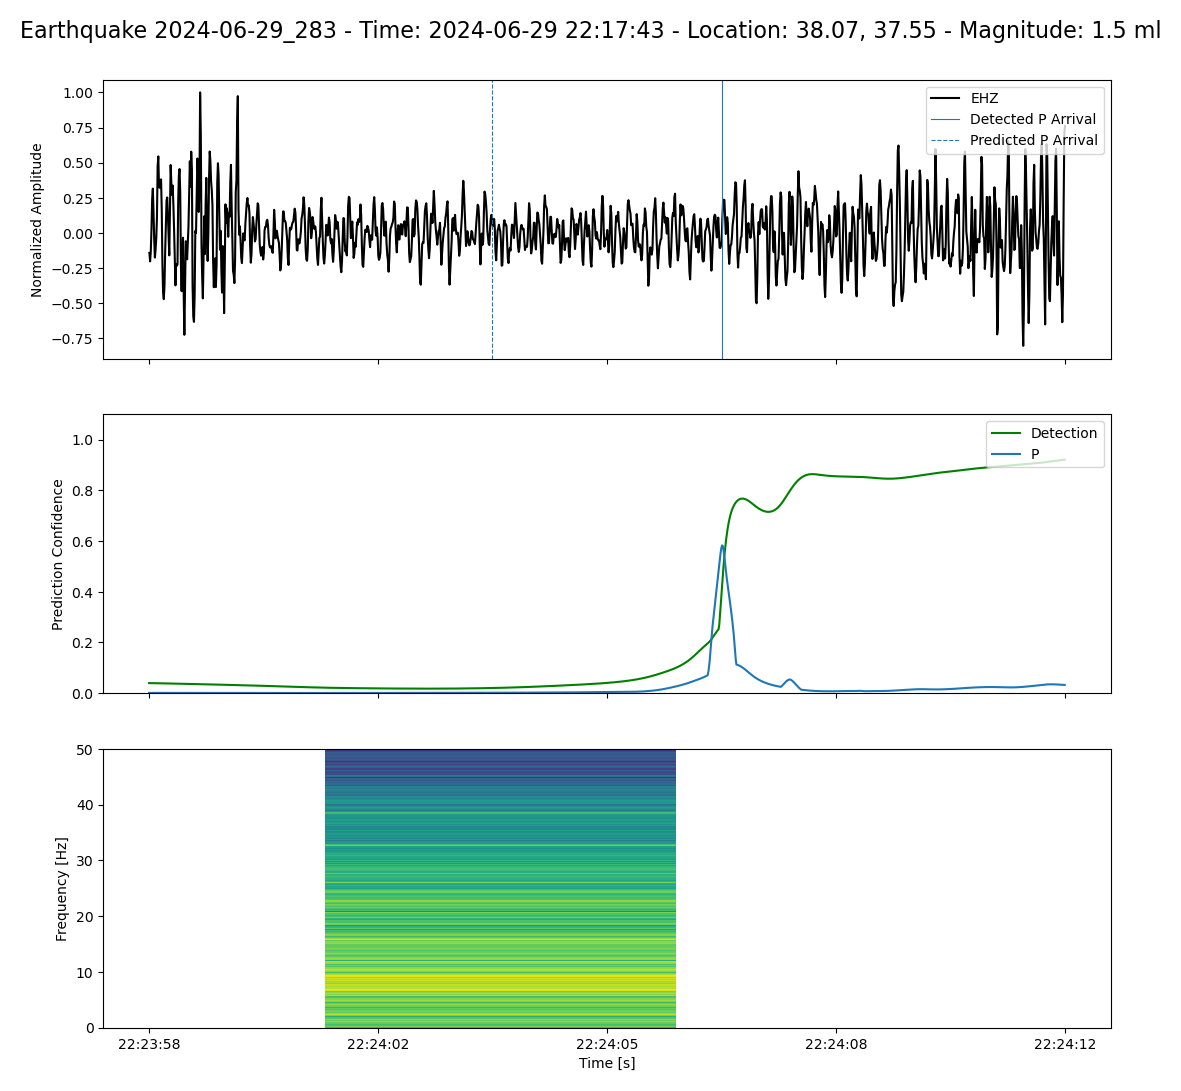 Earthquake 2024-06-29_283 - Time: 2024-06-29 22:17:43 - Location: 38.07, 37.55 - Magnitude: 1.5 ml
1.00
0.75
0.50
0.25
0.00
−0.25
−0.50
−0.75
Normalized Amplitude
EHZ
Detected P Arrival
Predicted P Arrival
1.0
0.8
0.6
0.4
0.2
0.0
Prediction Confidence
Detection
P
50
40
30
20
10
0
Frequency [Hz]
22:23:58 22:24:02 22:24:05 22:24:08 22:24:12
Time [s]